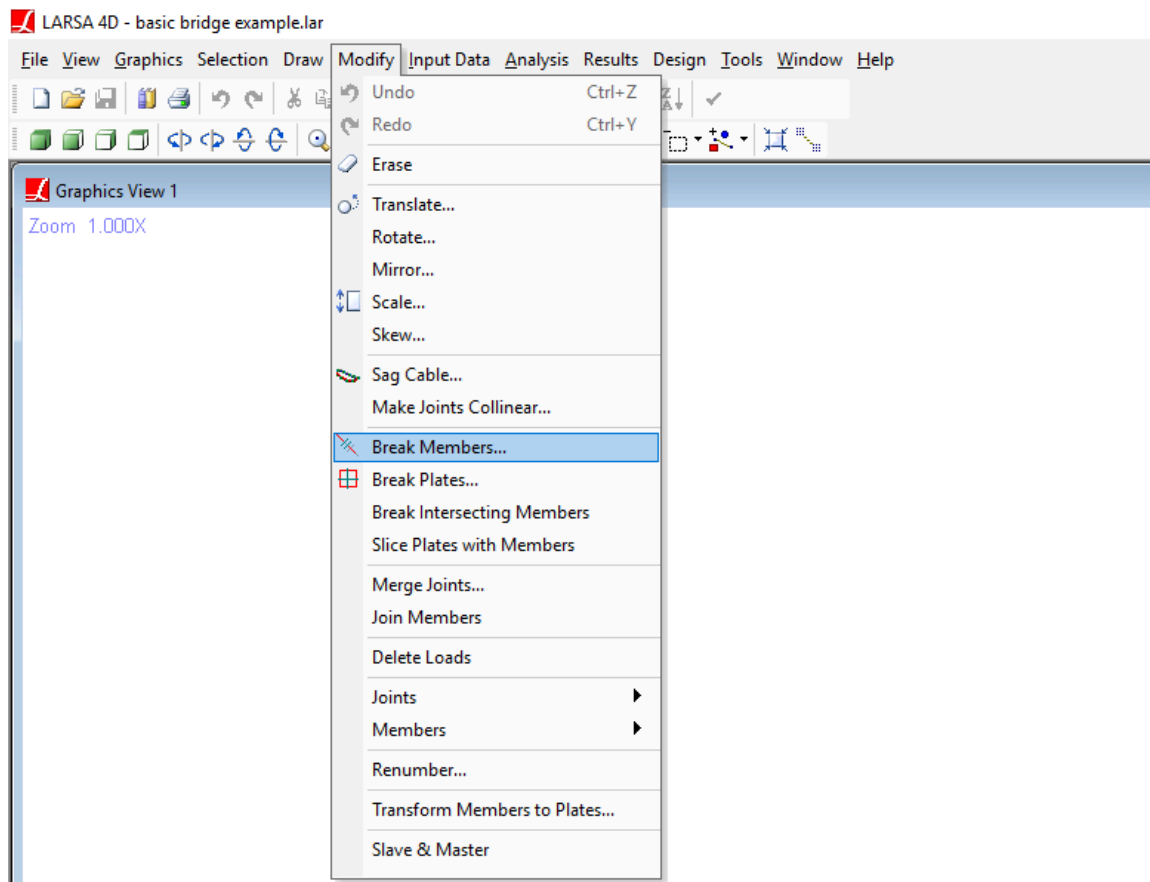 LARSA 4D - basic bridge example.lar
File View Graphics Selection Draw Modify Input Data Analysis Results Design Tools Window Help
Undo Ctrl+Z
Redo Ctrl+Y
Erase
Graphics View 1
Zoom 1.000X
Translate...
Rotate...
Mirror...
Scale...
Skew...
Sag Cable...
Make Joints Collinear...
Break Members...
Break Plates...
Break Intersecting Members
Slice Plates with Members
Merge Joints...
Join Members
Delete Loads
Joints
Members
Renumber...
Transform Members to Plates...
Slave & Master